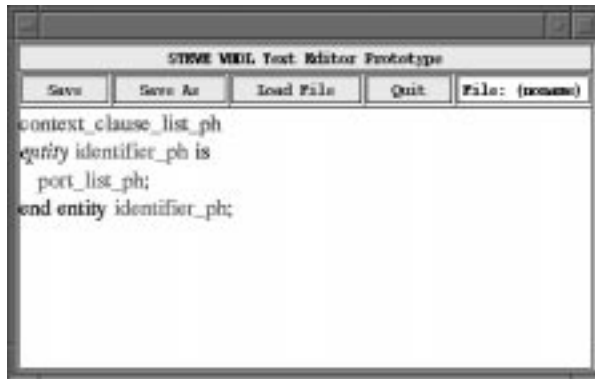 STEVE VHDL Text Editor Prototype
Save Save As Load File Quit File: (noname)
context_clause_list_ph
entity identifier_ph is
port_list_ph;
end entity identifier_ph;